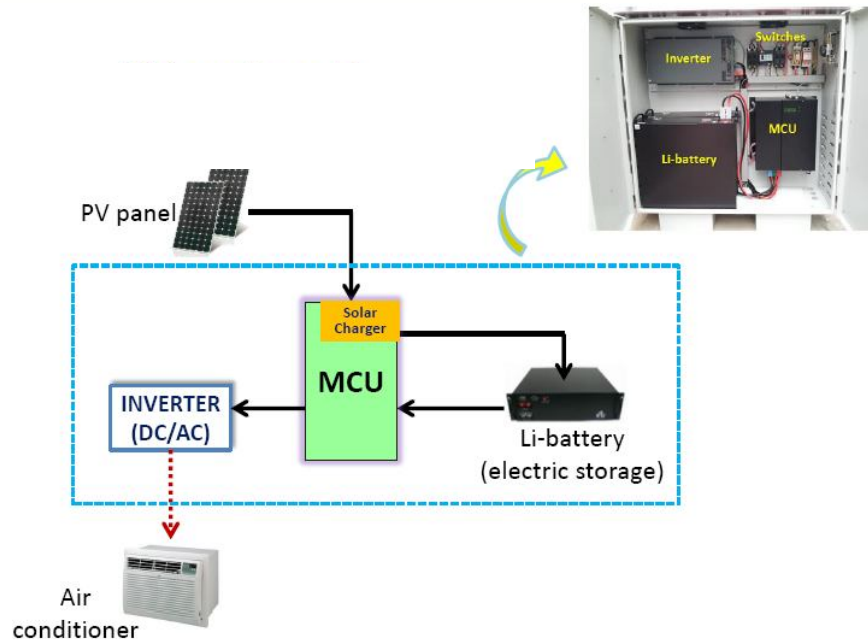 Switches
Inverter
MCU
Li-battery
PV panel
Solar
Charger
MCU
INVERTER
(DC/AC)
Li-battery
(electric storage)
Air
conditioner